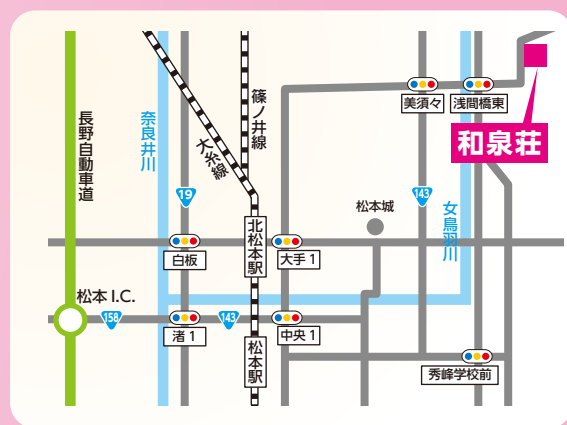 美須々
浅間橋東
和泉荘
長野自動車道
奈良井川
大糸線
篠ノ井線
19
143
女鳥羽川
松本城
白板
北松本駅
大手1
松本 I.C.
158
渚1
143
松本駅
中央1
秀峰学校前